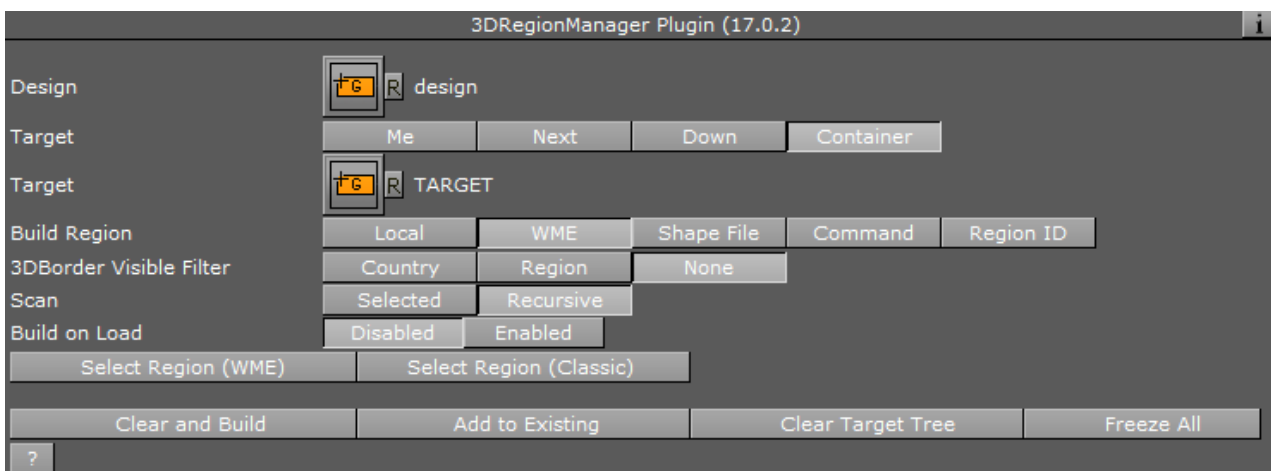 3DRegionManager Plugin (17.0.2) i
Design G R design
Target Me Next Down Container
Target G R TARGET
Build Region Local WME Shape File Command Region ID
3DBorder Visible Filter Country Region None
Scan Selected Recursive
Build on Load Disabled Enabled
Select Region (WME) Select Region (Classic)
Clear and Build Add to Existing Clear Target Tree Freeze All
?